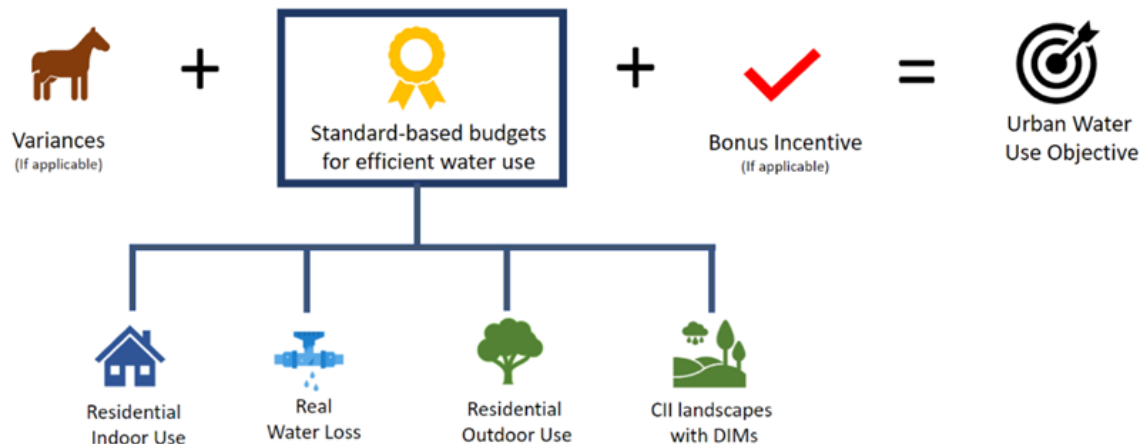 +
+
=
Variances
(If applicable)
Standard-based budgets
for efficient water use
Bonus Incentive
(If applicable)
Urban Water
Use Objective
Residential
Indoor Use
Real
Water Loss
Residential
Outdoor Use
CII landscapes
with DIMs